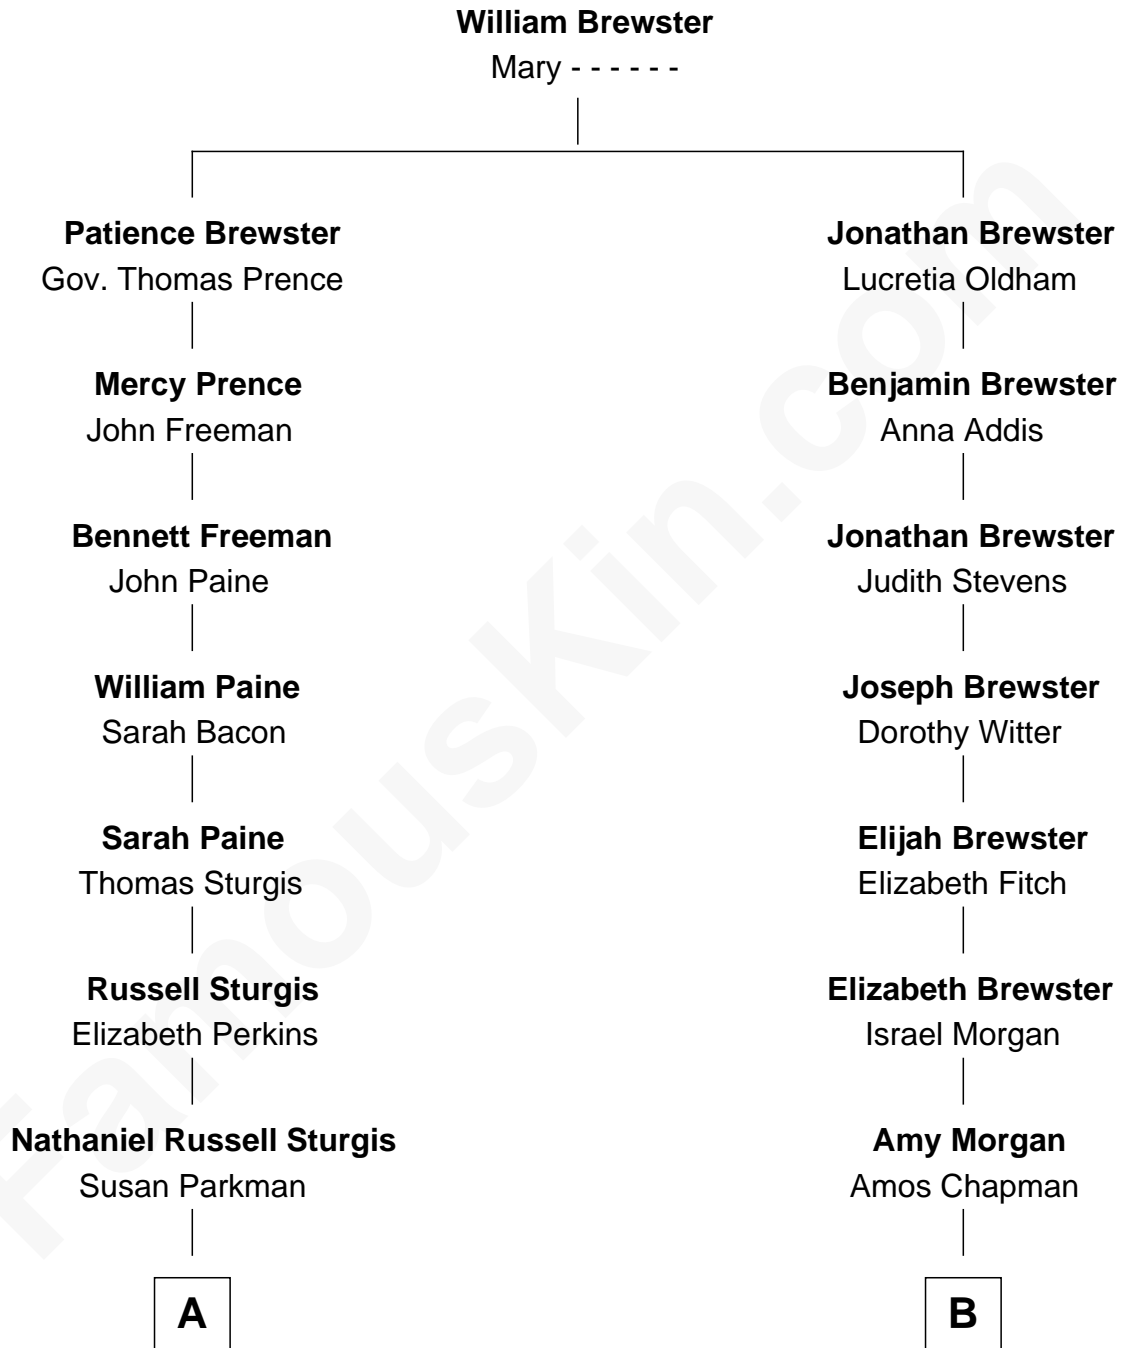 William Brewster
Mary - - - - - -
Patience Brewster
Gov. Thomas Prence
Jonathan Brewster
Lucretia Oldham
Mercy Prence
John Freeman
Benjamin Brewster
Anna Addis
Bennett Freeman
John Paine
Jonathan Brewster
Judith Stevens
William Paine
Sarah Bacon
Joseph Brewster
Dorothy Witter
Sarah Paine
Thomas Sturgis
Elijah Brewster
Elizabeth Fitch
Russell Sturgis
Elizabeth Perkins
Elizabeth Brewster
Israel Morgan
Nathaniel Russell Sturgis
Susan Parkman
Amy Morgan
Amos Chapman
A
B
FamousKin.com